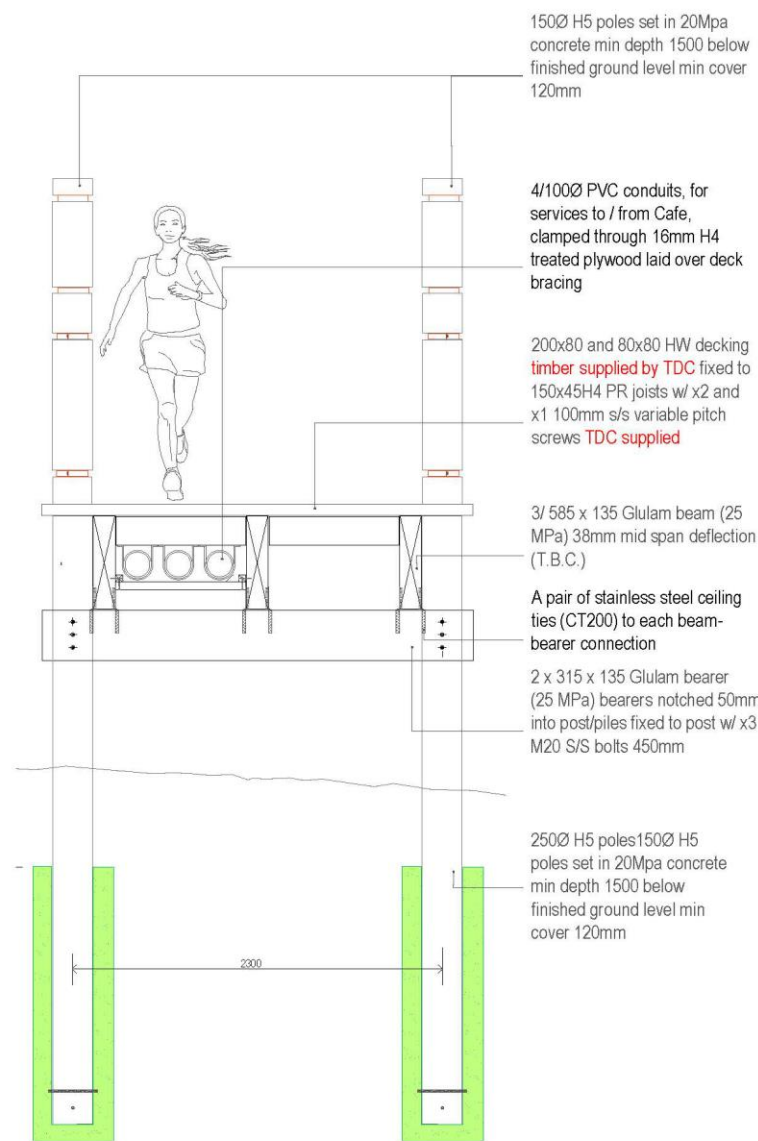 150Ø H5 poles set in 20Mpa
concrete min depth 1500 below
finished ground level min cover
120mm
4/100Ø PVC conduits, for
services to / from Cafe,
clamped through 16mm H4
treated plywood laid over deck
bracing
200x80 and 80x80 HW decking
timber supplied by TDC fixed to
150x45H4 PR joists w/ x2 and
x1 100mm s/s variable pitch
screws TDC supplied
3/ 585 x 135 Glulam beam (25
MPa) 38mm mid span deflection
(T.B.C.)
A pair of stainless steel ceiling
ties (CT200) to each beam-
bearer connection
2 x 315 x 135 Glulam bearer
(25 MPa) bearers notched 50mm
into post/piles fixed to post w/ x3
M20 S/S bolts 450mm
250Ø H5 poles150Ø H5
poles set in 20Mpa concrete
min depth 1500 below
finished ground level min
cover 120mm
2300